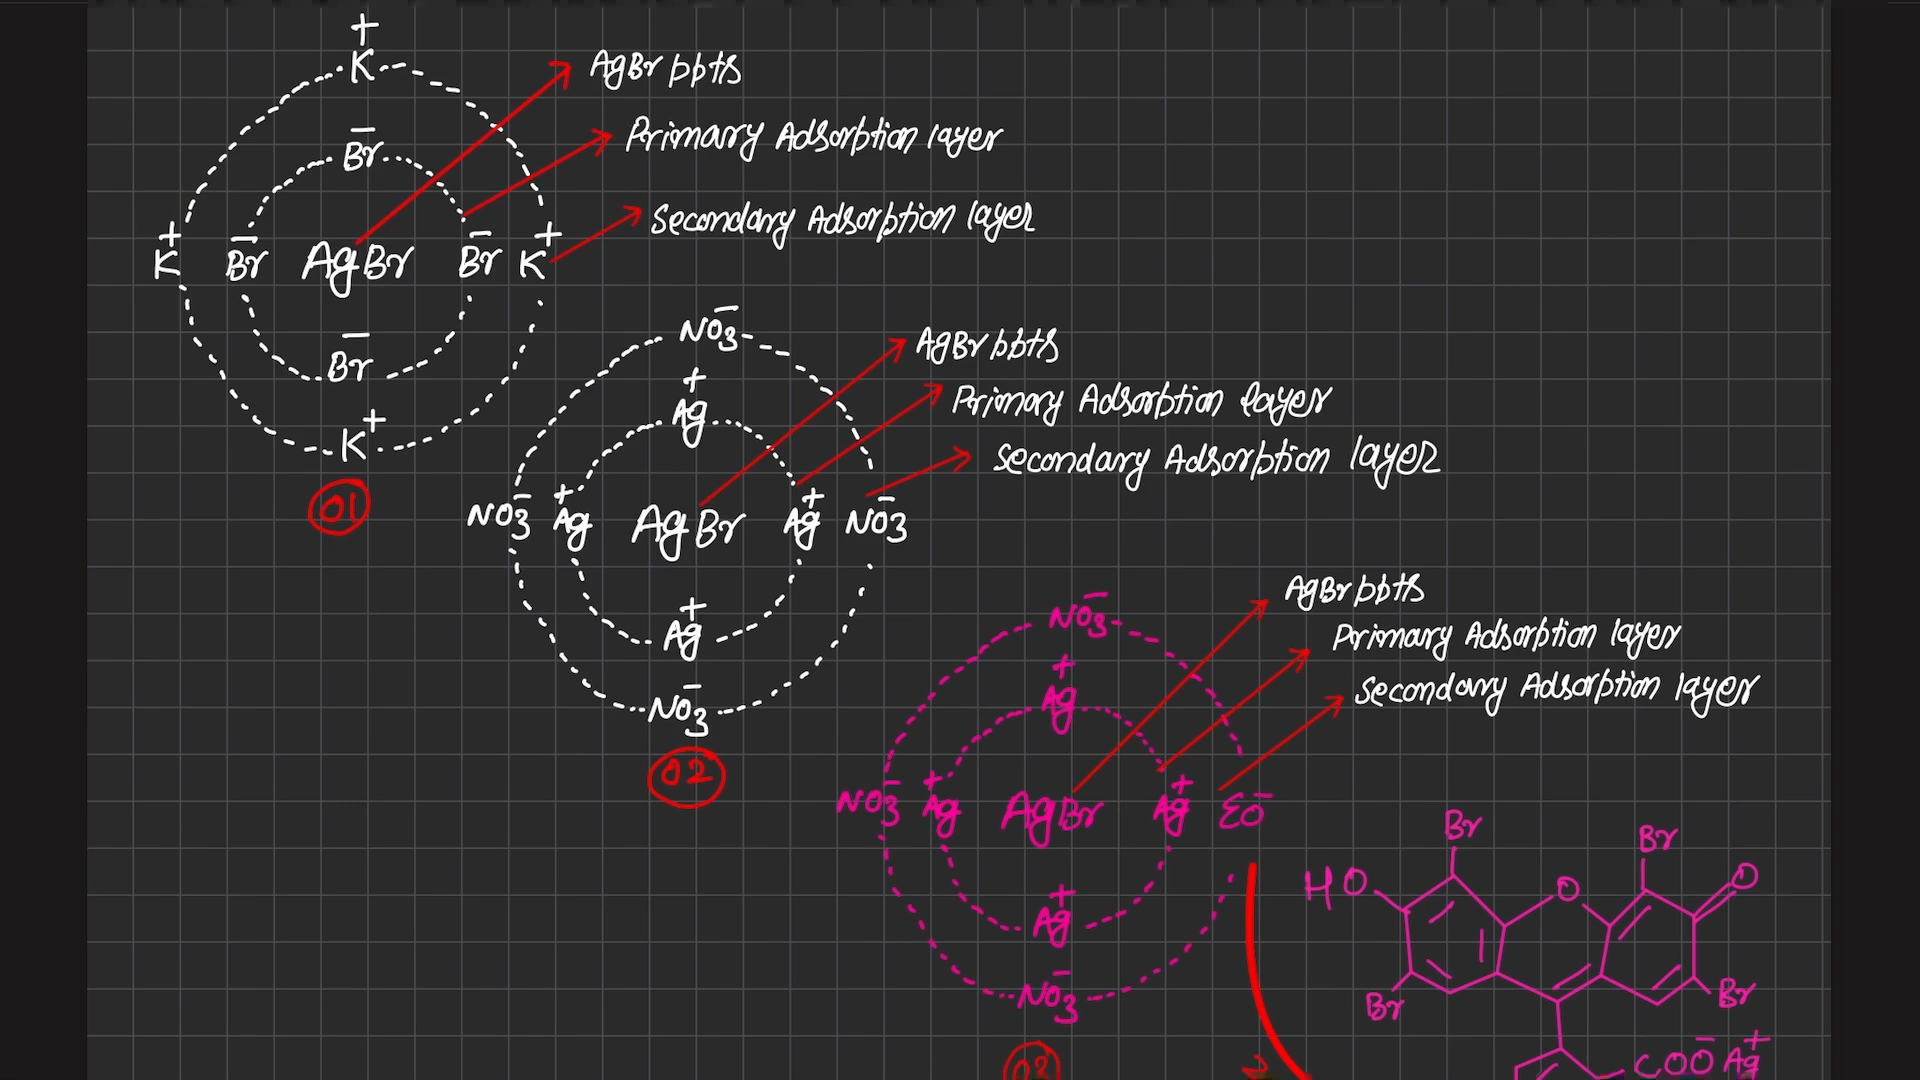 K⁺
AgBr ppts
Br⁻
Primary Adsorption layer
K⁺ Br⁻ AgBr Br⁻ K⁺
Secondary Adsorption layer
Br⁻
K⁺
01
NO₃⁻
AgBr ppts
Ag⁺
Primary Adsorption layer
Secondary Adsorption layer
NO₃⁻ Ag⁺ AgBr Ag⁺ NO₃⁻
Ag⁺
NO₃⁻
02
NO₃⁻
AgBr ppts
Primary Adsorption layer
Secondary Adsorption layer
Ag⁺
NO₃⁻ Ag⁺ AgBr Ag⁺ EO⁻
Ag⁺
NO₃⁻
03
Br Br
HO O O
Br Br
COO⁻ Ag⁺